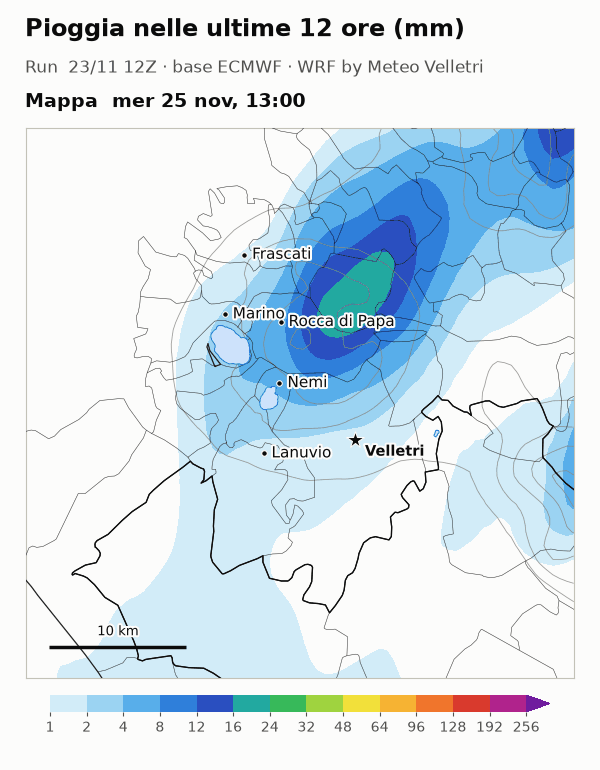 Pioggia nelle ultime 12 ore (mm)
Run  23/11 12Z · base ECMWF · WRF by Meteo Velletri
Mappa  mer 25 nov, 13:00
Frascati
Marino
Rocca di Papa
Nemi
Velletri
Lanuvio
10 km
1 2 4 8 12 16 24 32 48 64 96 128 192 256